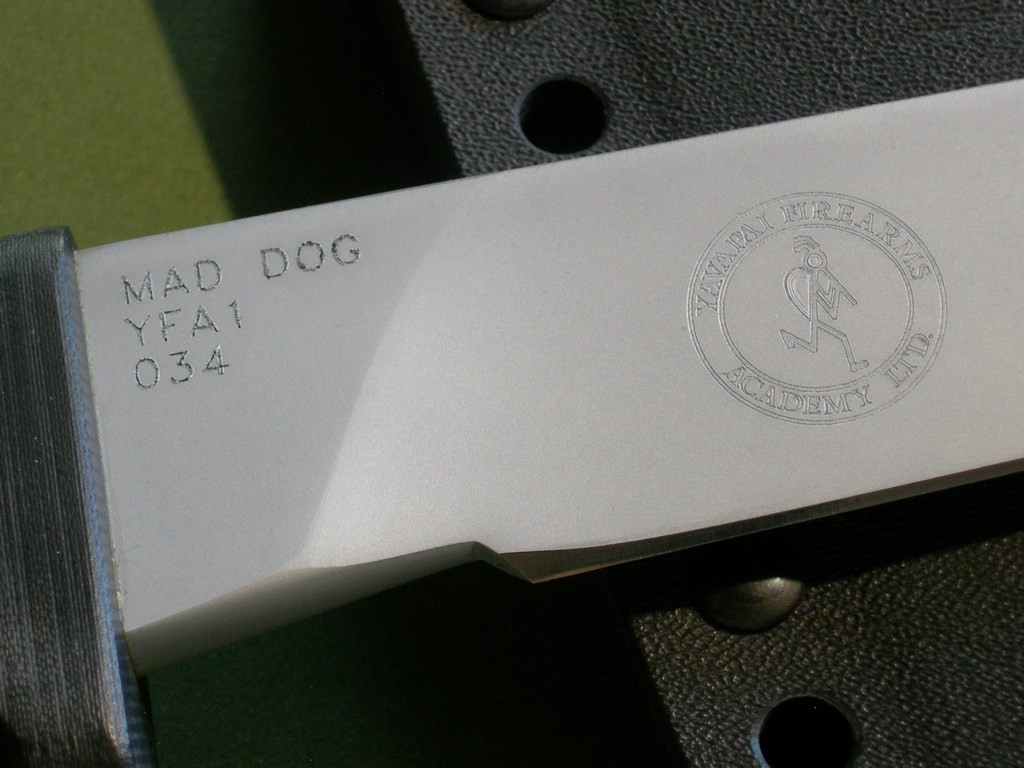 MAD DOG
YFA1
034
YAVAPAI FIREARMS
ACADEMY LTD.